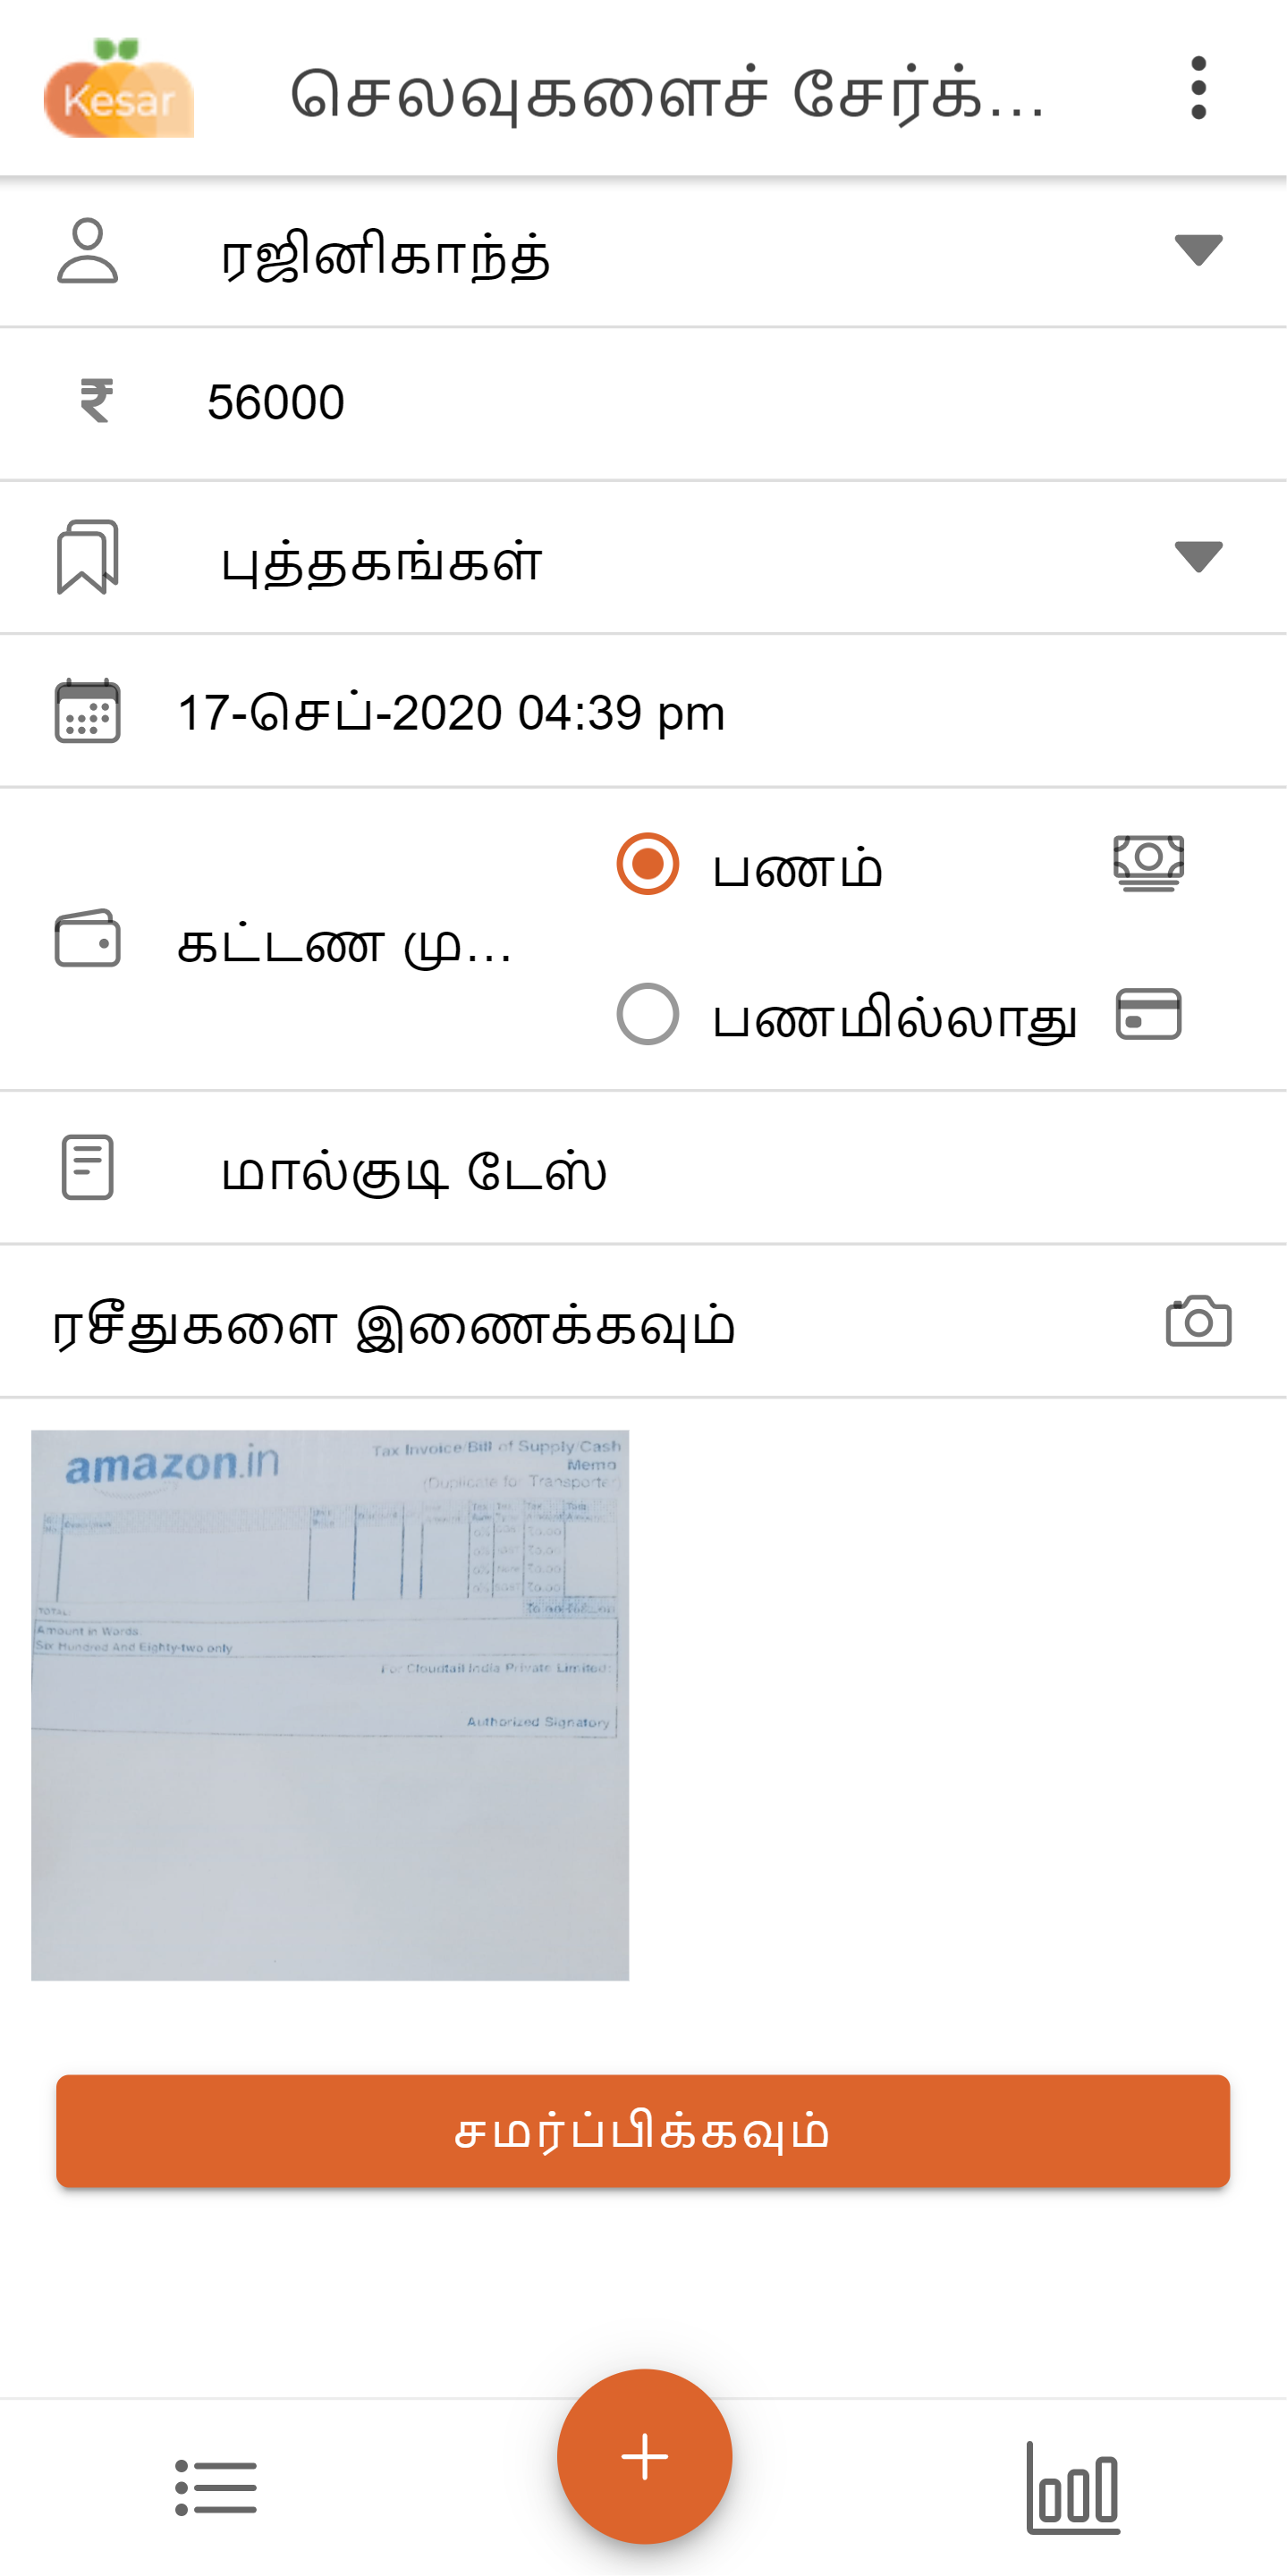 Kesar
செலவுகளைச் சேர்க்...
ரஜினிகாந்த்
₹ 56000
புத்தகங்கள்
17-செப்-2020 04:39 pm
பணம்
கட்டண மு...
பணமில்லாது
மால்குடி டேஸ்
ரசீதுகளை இணைக்கவும்
amazon.in
Tax Invoice/Bill of Supply/Cash
Memo
(Duplicate for Transporter)
TOTAL:
Amount in Words:
Six Hundred And Eighty-two only
For Cloudtail India Private Limited:
Authorized Signatory
சமர்ப்பிக்கவும்